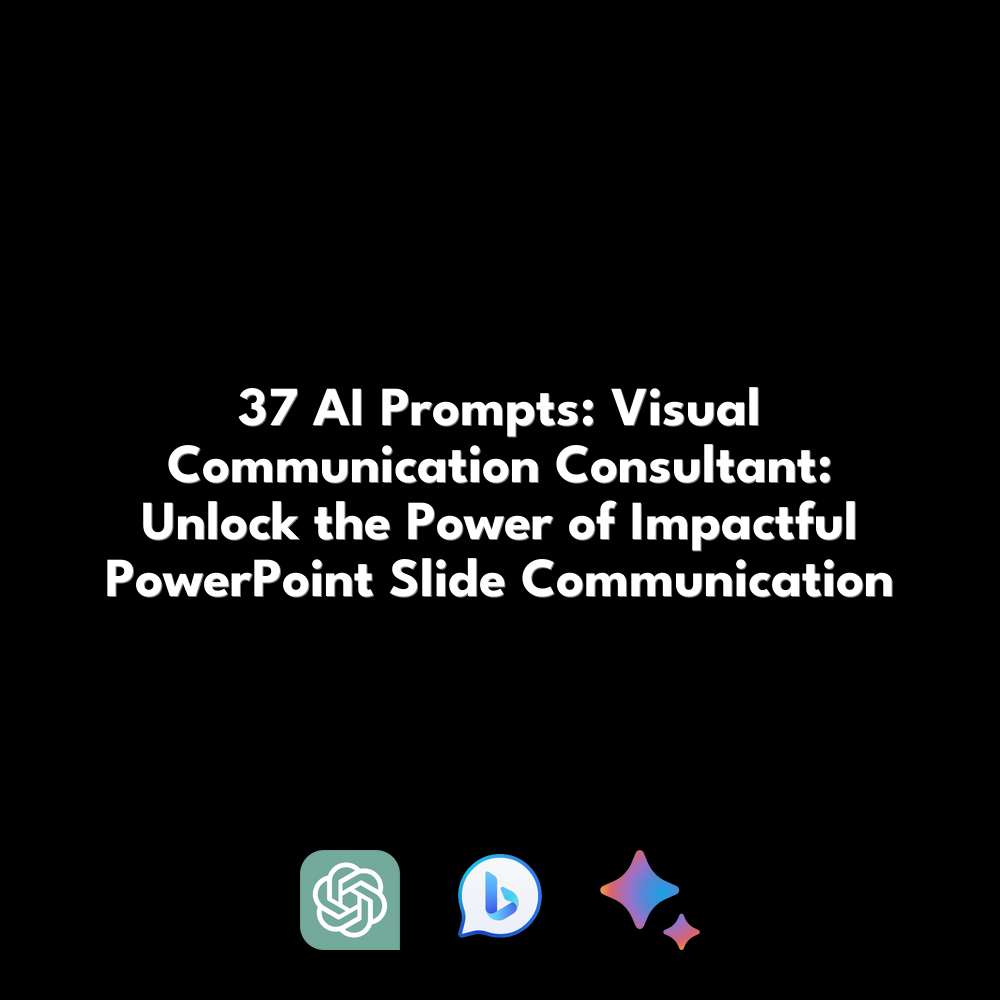 37 AI Prompts: Visual
Communication Consultant:
Unlock the Power of Impactful
PowerPoint Slide Communication